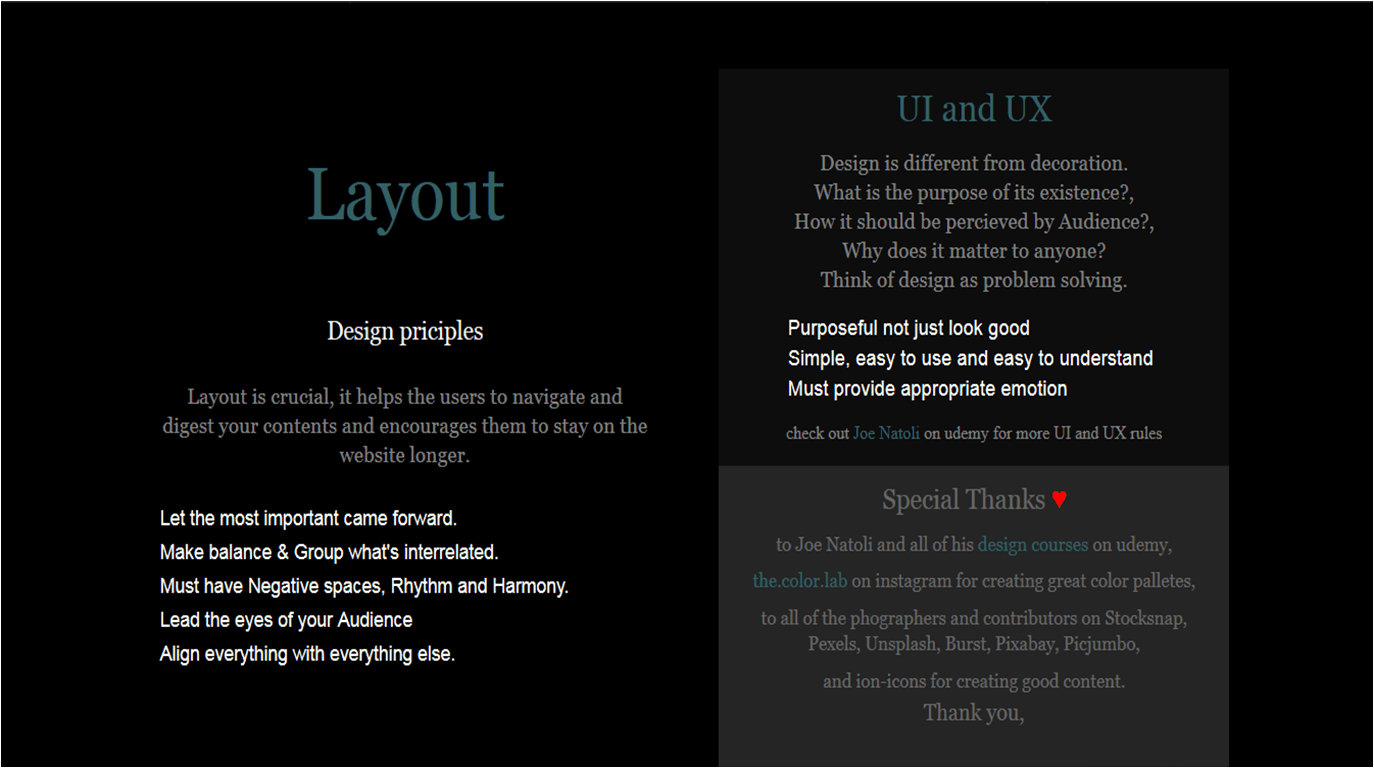 Layout
Design priciples
Layout is crucial, it helps the users to navigate and
digest your contents and encourages them to stay on the
website longer.
Let the most important came forward.
Make balance & Group what's interrelated.
Must have Negative spaces, Rhythm and Harmony.
Lead the eyes of your Audience
Align everything with everything else.
UI and UX
Design is different from decoration.
What is the purpose of its existence?,
How it should be percieved by Audience?,
Why does it matter to anyone?
Think of design as problem solving.
Purposeful not just look good
Simple, easy to use and easy to understand
Must provide appropriate emotion
check out Joe Natoli on udemy for more UI and UX rules
Special Thanks ♥
to Joe Natoli and all of his design courses on udemy,
the.color.lab on instagram for creating great color palletes,
to all of the phographers and contributors on Stocksnap,
Pexels, Unsplash, Burst, Pixabay, Picjumbo,
and ion-icons for creating good content.
Thank you,